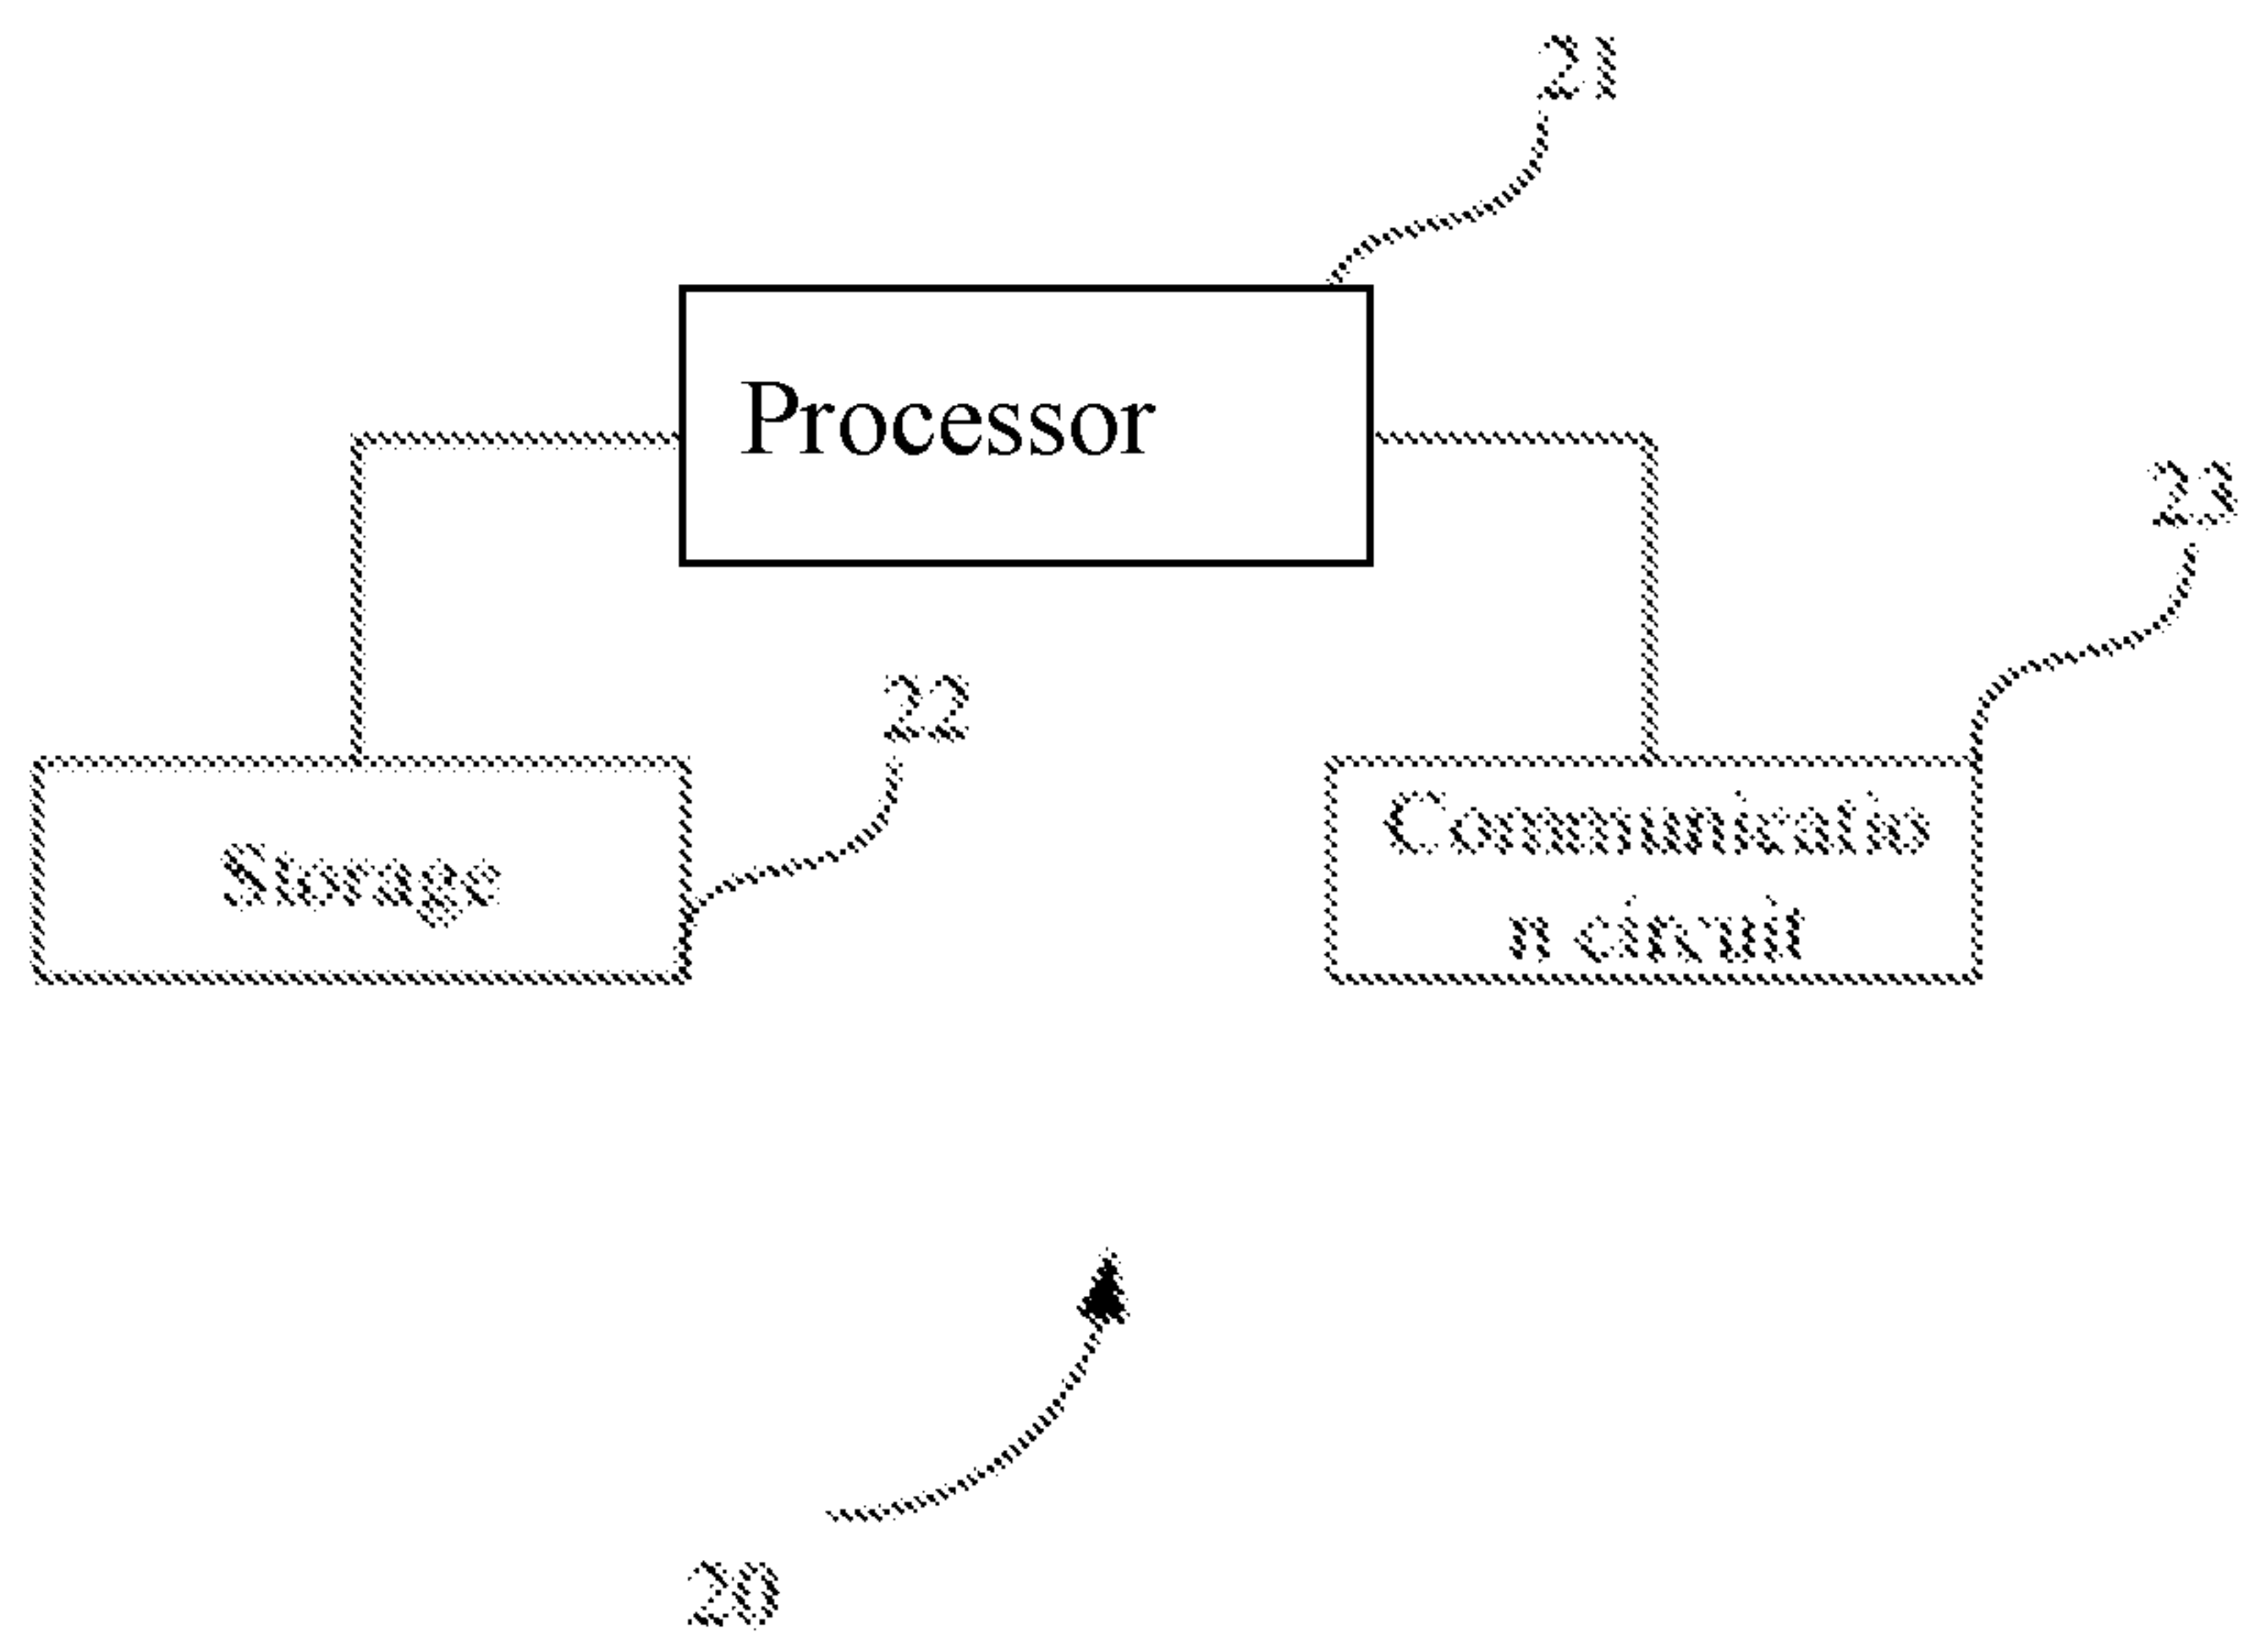 21
Processor
23
22
Storage
Communicatio
n circuit
20